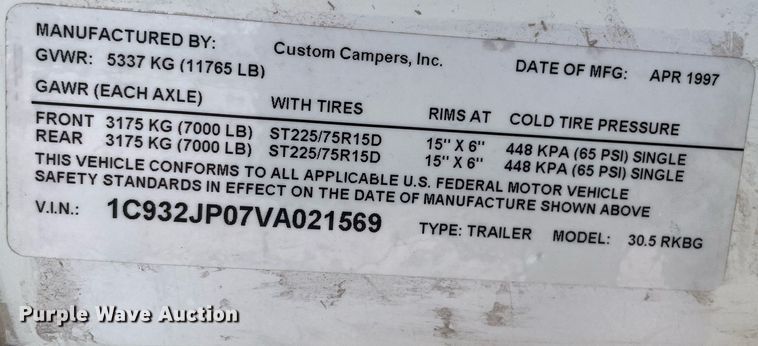 MANUFACTURED BY: Custom Campers, Inc. DATE OF MFG: APR 1997
GVWR: 5337 KG (11765 LB)
GAWR (EACH AXLE) WITH TIRES RIMS AT COLD TIRE PRESSURE
FRONT 3175 KG (7000 LB) ST225/75R15D 15" X 6" 448 KPA (65 PSI) SINGLE
REAR 3175 KG (7000 LB) ST225/75R15D 15" X 6" 448 KPA (65 PSI) SINGLE
THIS VEHICLE CONFORMS TO ALL APPLICABLE U.S. FEDERAL MOTOR VEHICLE
SAFETY STANDARDS IN EFFECT ON THE DATE OF MANUFACTURE SHOWN ABOVE
V.I.N.: 1C932JP07VA021569 TYPE: TRAILER MODEL: 30.5 RKBG
Purple Wave Auction